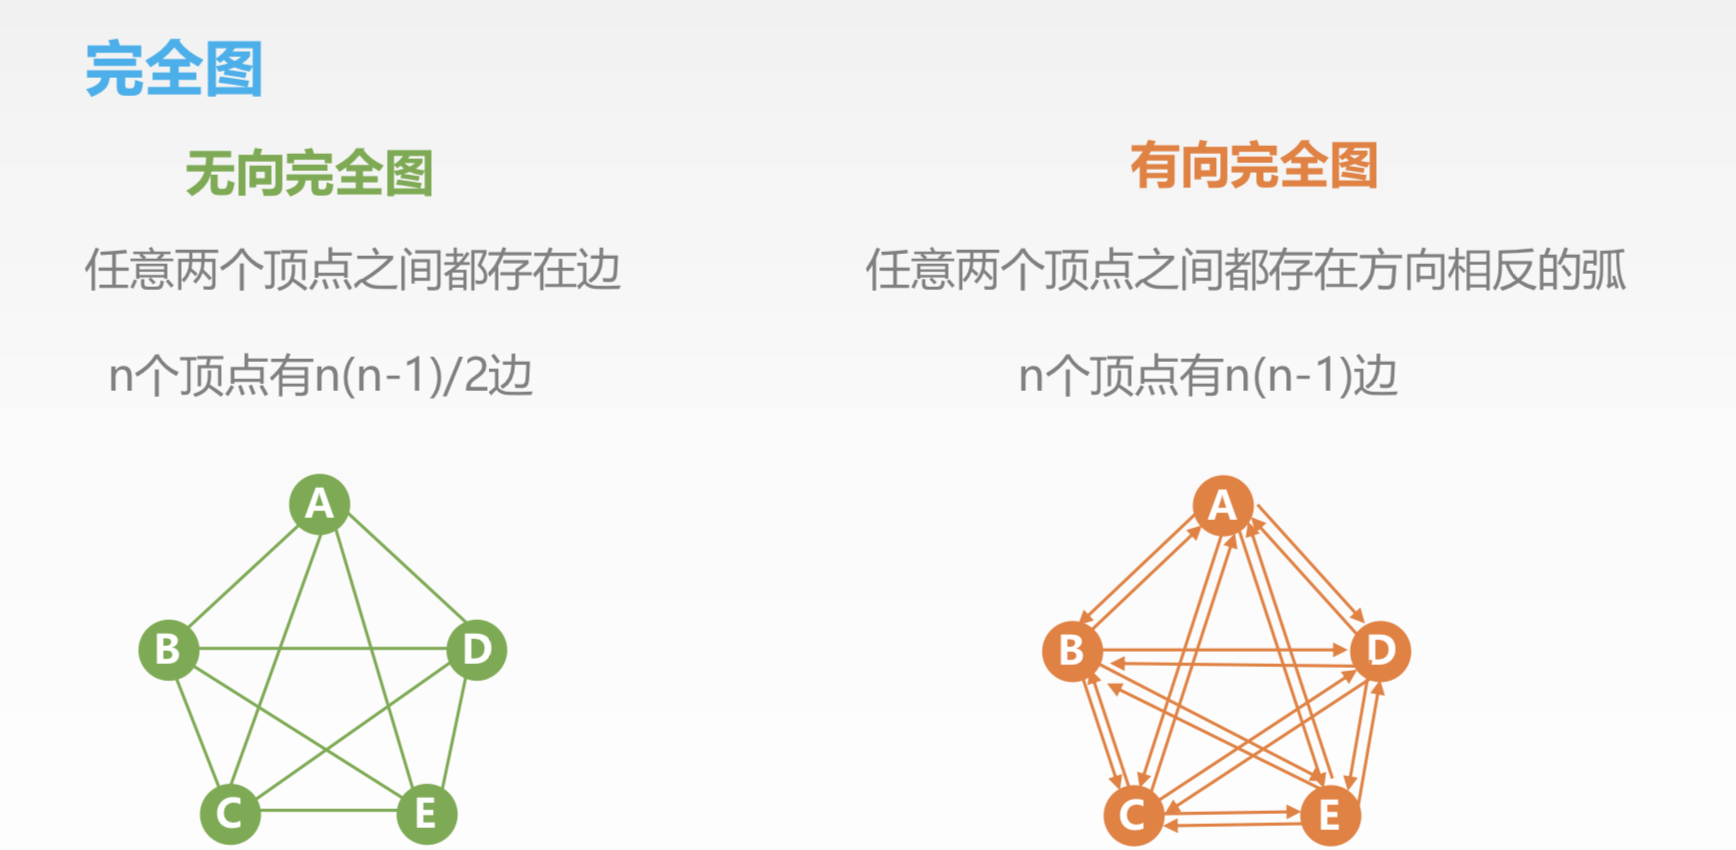 完全图
无向完全图
任意两个顶点之间都存在边
n个顶点有n(n-1)/2边
A
B
D
C
E
有向完全图
任意两个顶点之间都存在方向相反的弧
n个顶点有n(n-1)边
A
B
D
C
E